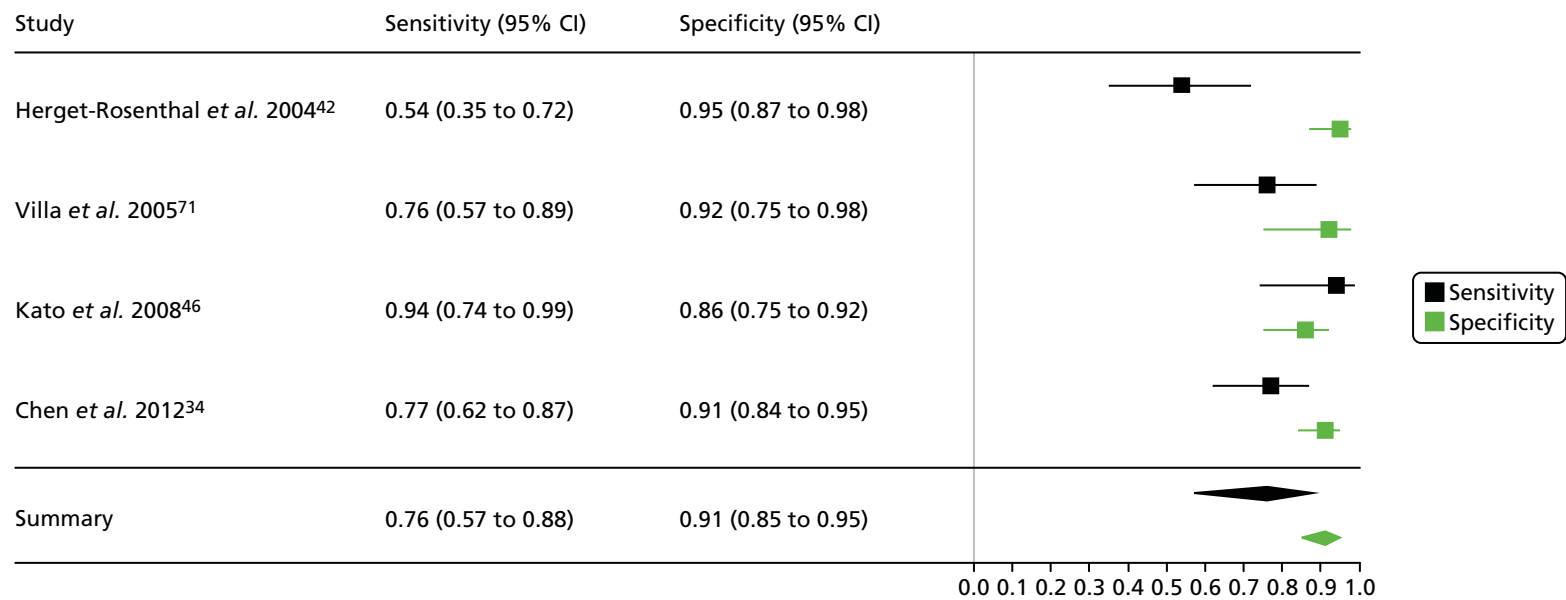 Study Sensitivity (95% CI) Specificity (95% CI)
Herget-Rosenthal et al. 200442 0.54 (0.35 to 0.72) 0.95 (0.87 to 0.98)
Villa et al. 200571 0.76 (0.57 to 0.89) 0.92 (0.75 to 0.98)
Kato et al. 200846 0.94 (0.74 to 0.99) 0.86 (0.75 to 0.92)
Sensitivity
Specificity
Chen et al. 201234 0.77 (0.62 to 0.87) 0.91 (0.84 to 0.95)
Summary 0.76 (0.57 to 0.88) 0.91 (0.85 to 0.95)
0.0 0.1 0.2 0.3 0.4 0.5 0.6 0.7 0.8 0.9 1.0